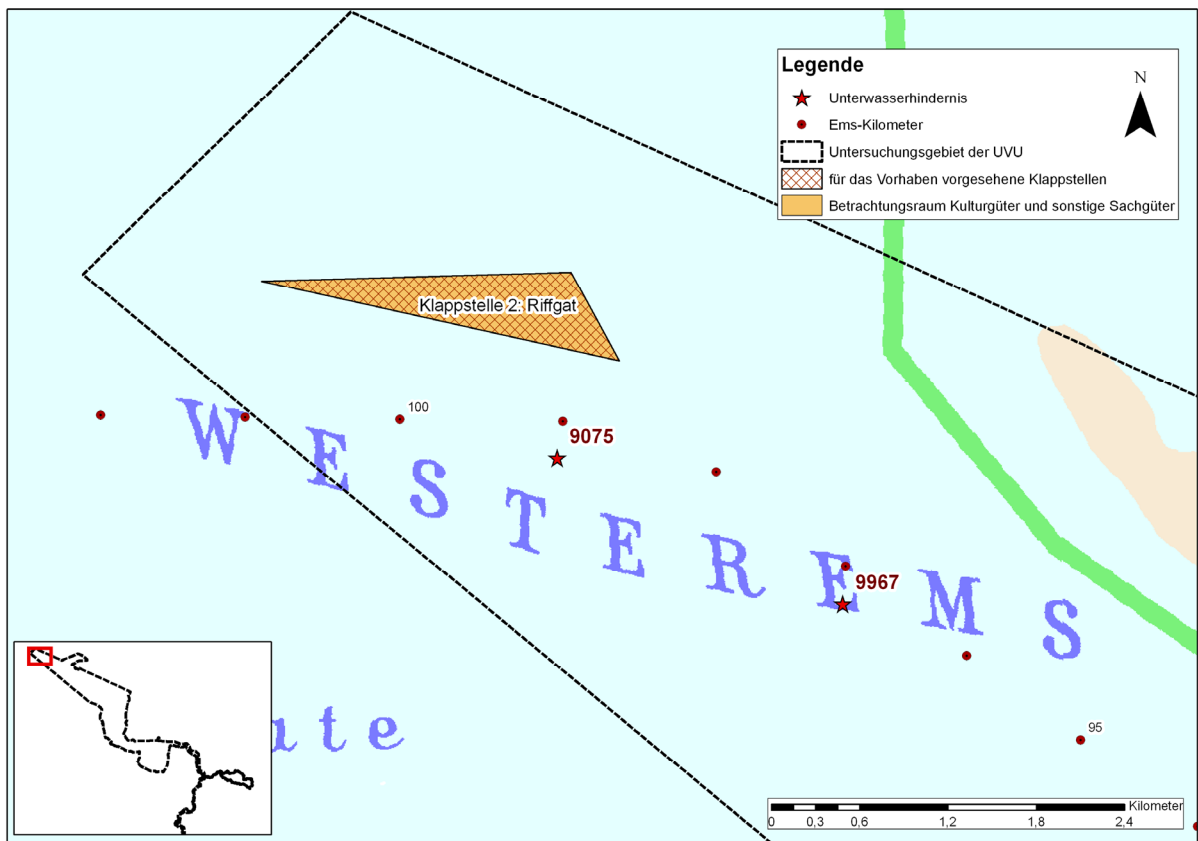 Legende
N
Unterwasserhindernis
Ems-Kilometer
Untersuchungsgebiet der UVU
für das Vorhaben vorgesehene Klappstellen
Betrachtungsraum Kulturgüter und sonstige Sachgüter
Klappstelle 2: Riffgat
100
9075
WESTEREMS
9967
95
ate
Kilometer
0 0,3 0,6 1,2 1,8 2,4